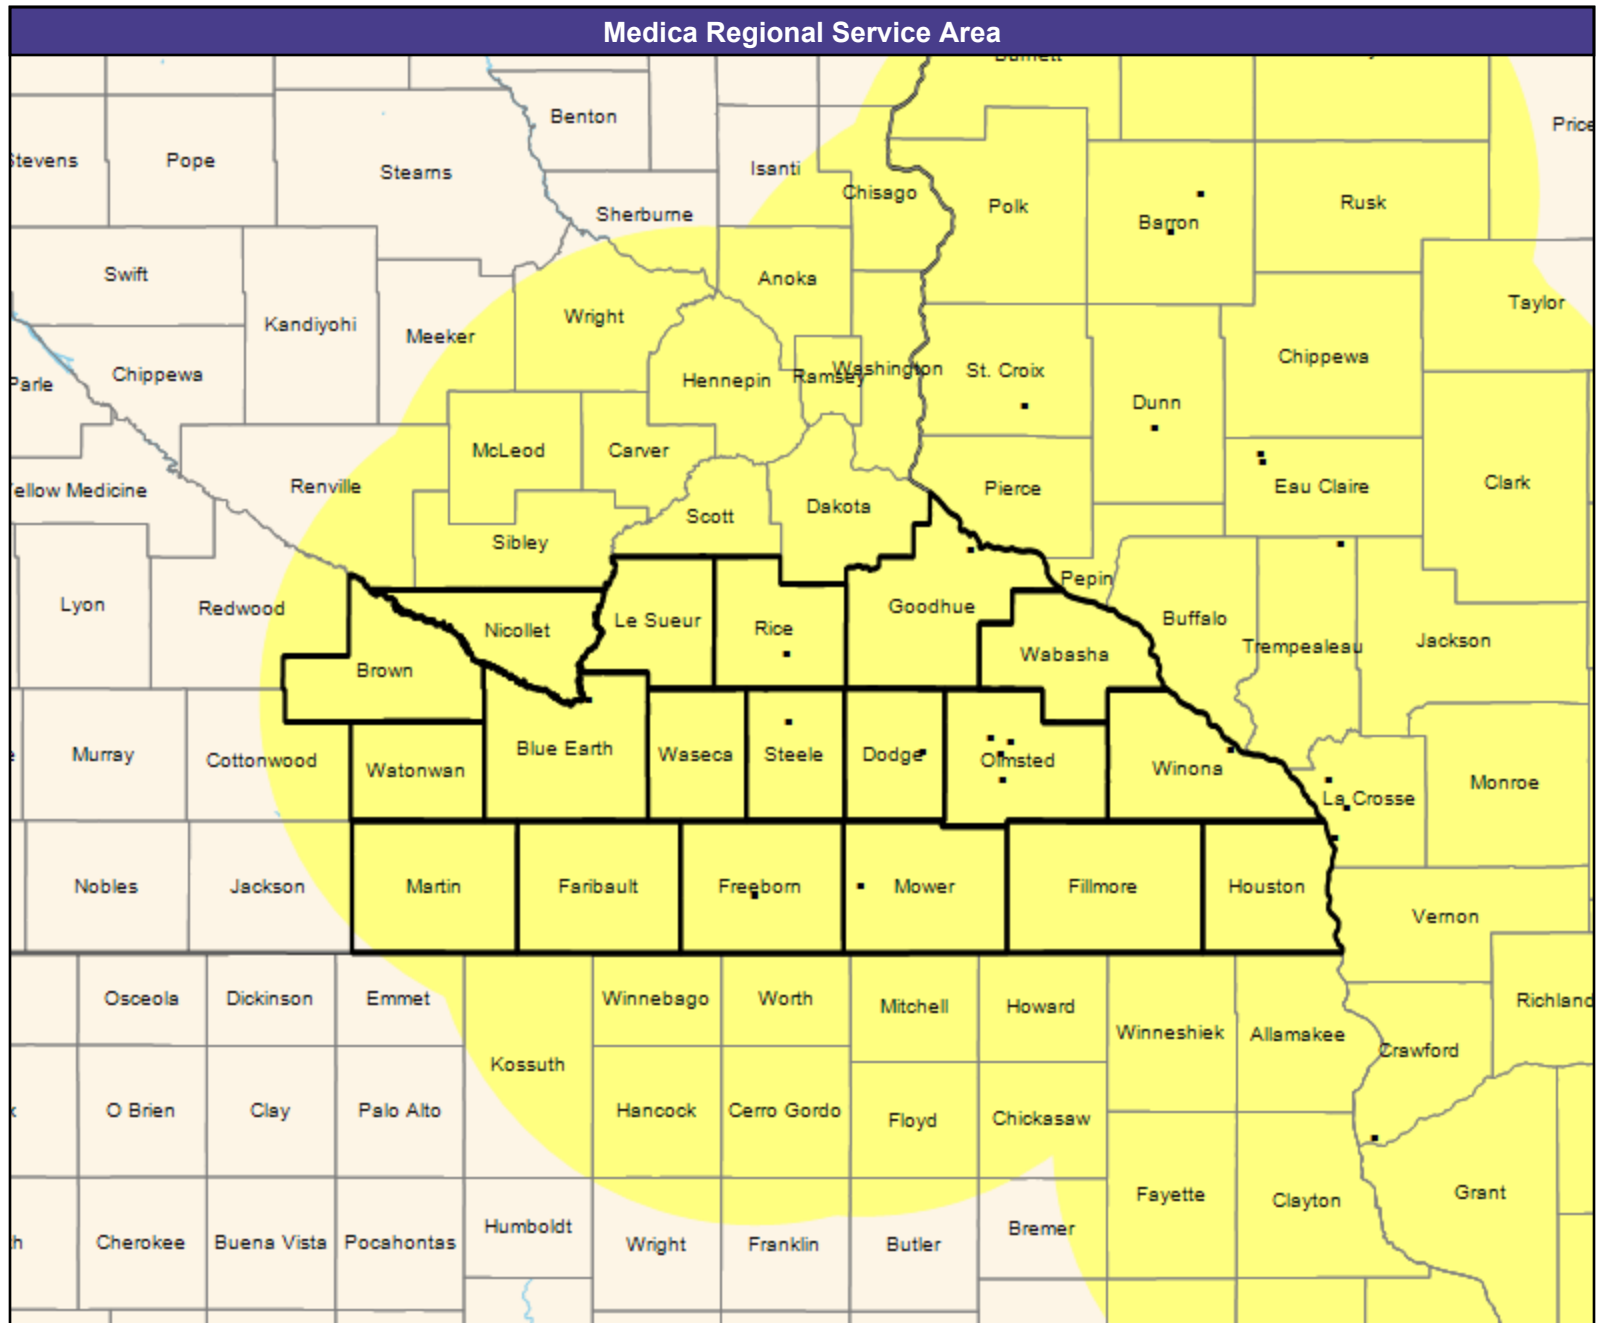 Medica Regional Service Area
Burnett
Benton
Price
Stevens
Pope
Stearns
Isanti
Chisago
Sherburne
Polk
Barron
Rusk
Swift
Anoka
Taylor
Kandiyohi
Wright
Meeker
Chippewa
Parle
Chippewa
Hennepin
Ramsey
Washington
St. Croix
Dunn
McLeod
Carver
Renville
ellow Medicine
Scott
Dakota
Pierce
Eau Claire
Clark
Sibley
Lyon
Redwood
Nicollet
Le Sueur
Rice
Goodhue
Pepin
Buffalo
Trempealeau
Jackson
Brown
Wabasha
Murray
Cottonwood
Watonwan
Blue Earth
Waseca
Steele
Dodge
Olmsted
Winona
La Crosse
Monroe
Nobles
Jackson
Martin
Faribault
Freeborn
Mower
Fillmore
Houston
Vernon
Osceola
Dickinson
Emmet
Winnebago
Worth
Mitchell
Howard
Richland
Winneshiek
Allamakee
Crawford
Kossuth
O Brien
Clay
Palo Alto
Hancock
Cerro Gordo
Floyd
Chickasaw
Fayette
Clayton
Grant
Cherokee
Buena Vista
Pocahontas
Humboldt
Wright
Franklin
Butler
Bremer